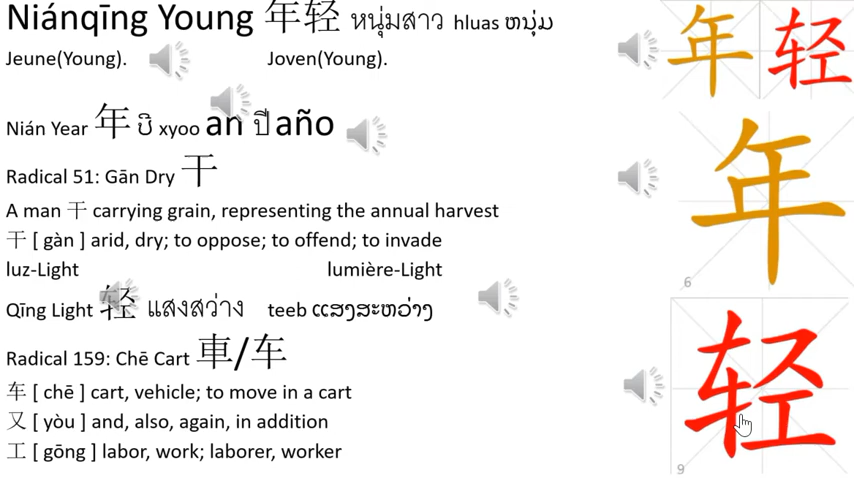 Niánqīng Young 年轻 หนุ่มสาว hluas ຫນຸ່ມ
Jeune(Young). Joven(Young).
Nián Year 年 ປີ xyoo an ปี año
Radical 51: Gān Dry 干
A man 干 carrying grain, representing the annual harvest
干 [ gàn ] arid, dry; to oppose; to offend; to invade
luz-Light lumière-Light
Qīng Light 轻 แสงสว่าง teeb ແສງສະຫວ່າງ
Radical 159: Chē Cart 車/车
车 [ chē ] cart, vehicle; to move in a cart
又 [ yòu ] and, also, again, in addition
工 [ gōng ] labor, work; laborer, worker
年 轻
年
6
轻
9